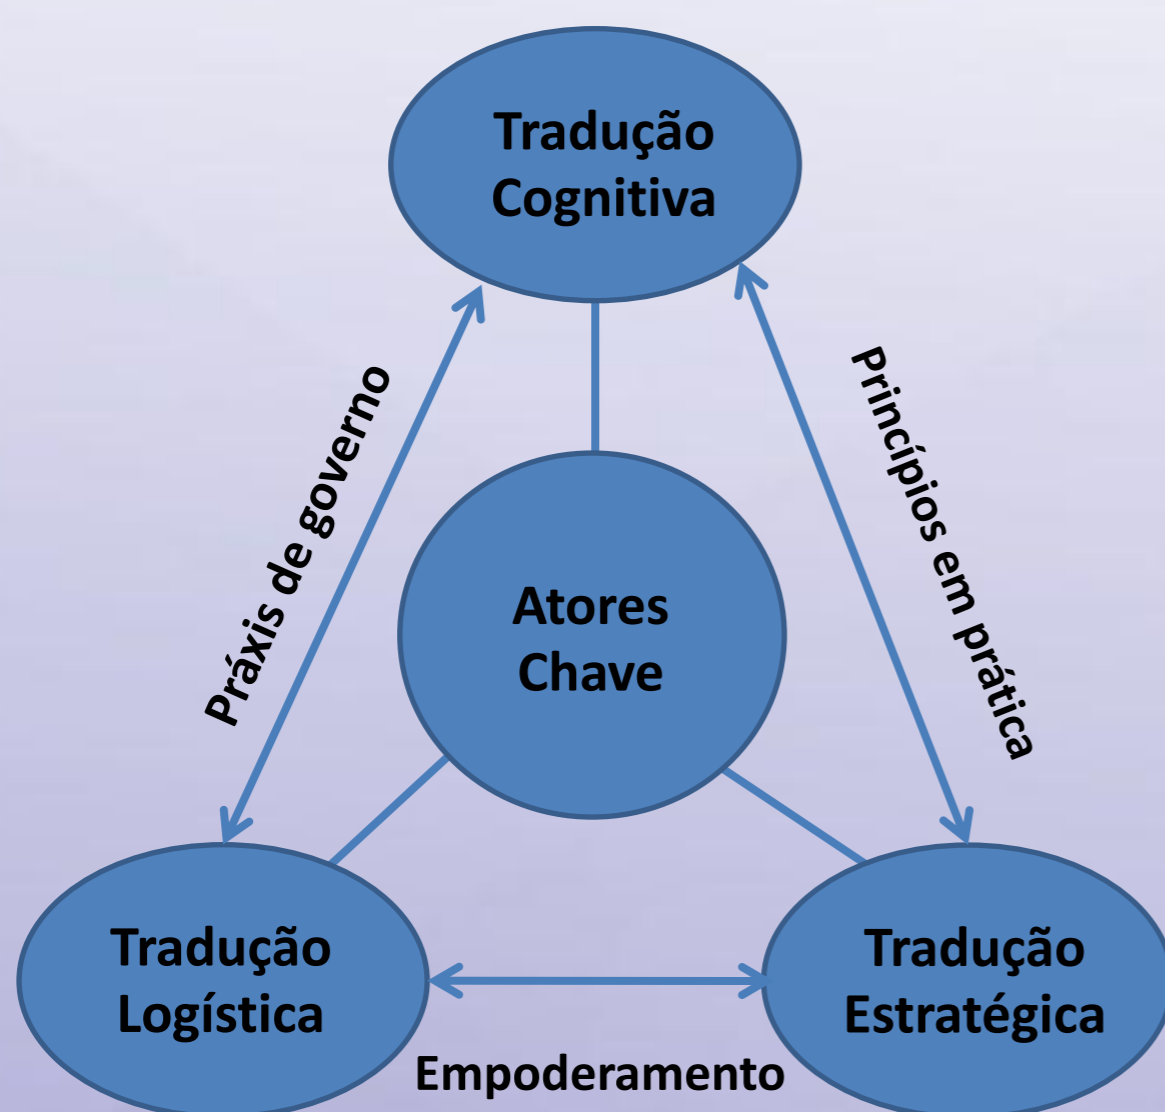 Tradução
Cognitiva
Práxis de governo
Princípios em prática
Atores
Chave
Tradução
Logística
Tradução
Estratégica
Empoderamento